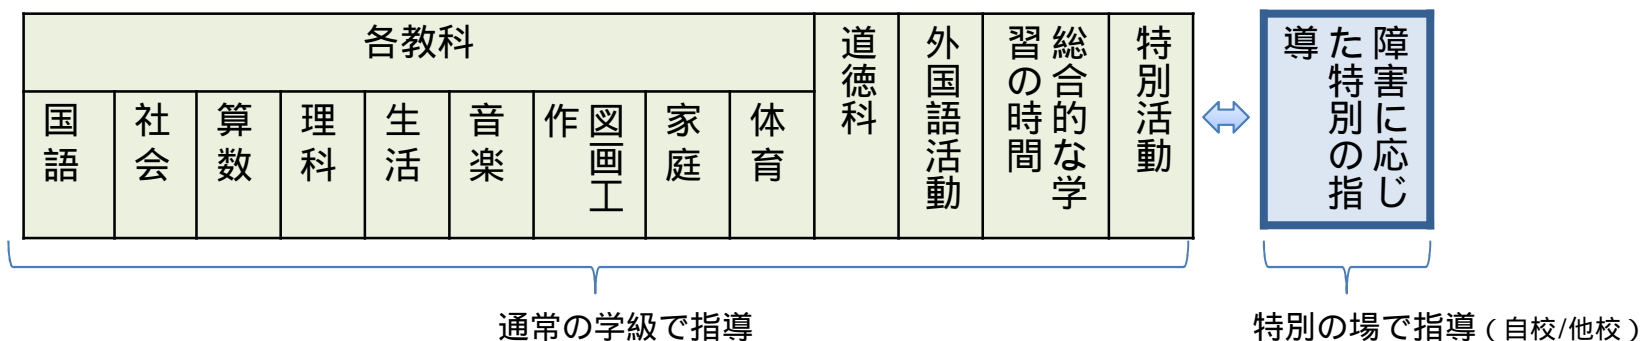 各教科
国語
社会
算数
理科
生活
音楽
図画工
作
家庭
体育
道徳科
外国語活動
総合的な学
習の時間
特別活動
障害に応じ
た特別の指
導
通常の学級で指導
特別の場で指導(自校/他校)